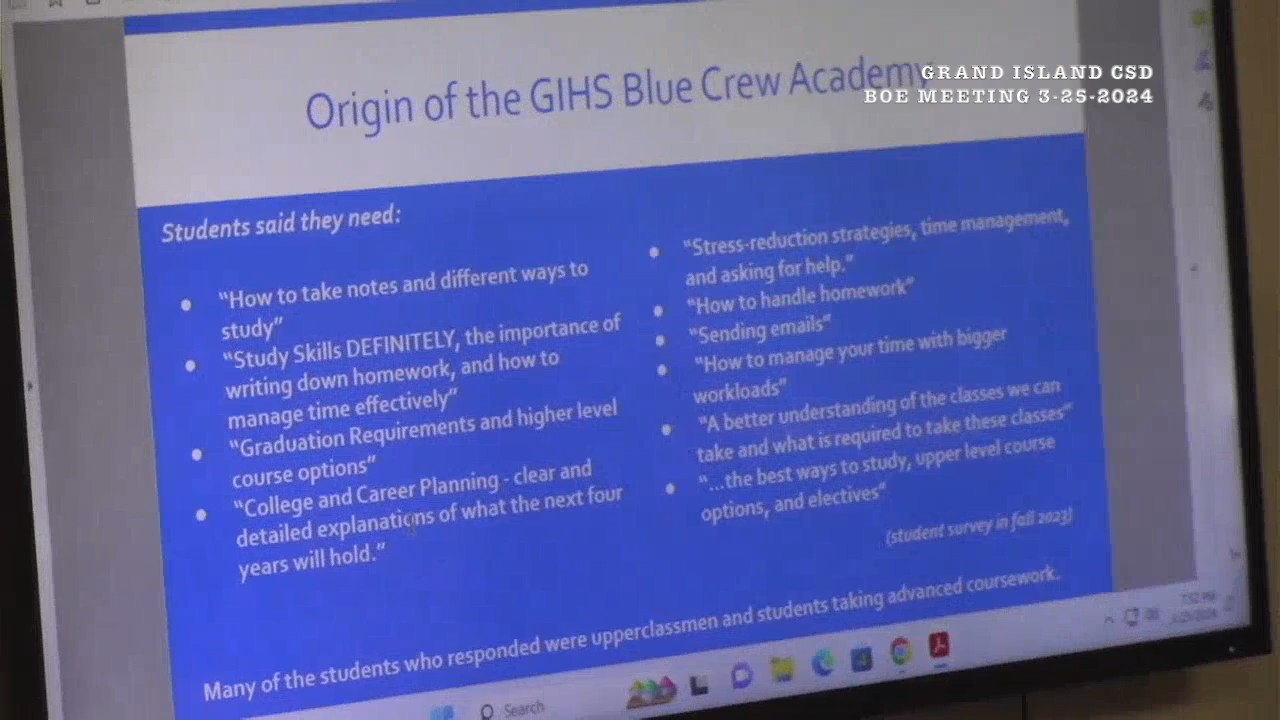 GRAND ISLAND CSD
BOE MEETING 3-25-2024
Origin of the GIHS Blue Crew Academy
Students said they need:
• “How to take notes and different ways to
study”
• “Study Skills DEFINITELY, the importance of
writing down homework, and how to
manage time effectively”
• “Graduation Requirements and higher level
course options”
• “College and Career Planning - clear and
detailed explanations of what the next four
years will hold.”
• “Stress-reduction strategies, time management,
and asking for help.”
• “How to handle homework”
• “Sending emails”
• “How to manage your time with bigger
workloads”
• “A better understanding of the classes we can
take and what is required to take these classes”
• “...the best ways to study, upper level course
options, and electives”
(student survey in fall 2023)
Many of the students who responded were upperclassmen and students taking advanced coursework.
Search
7:52 PM